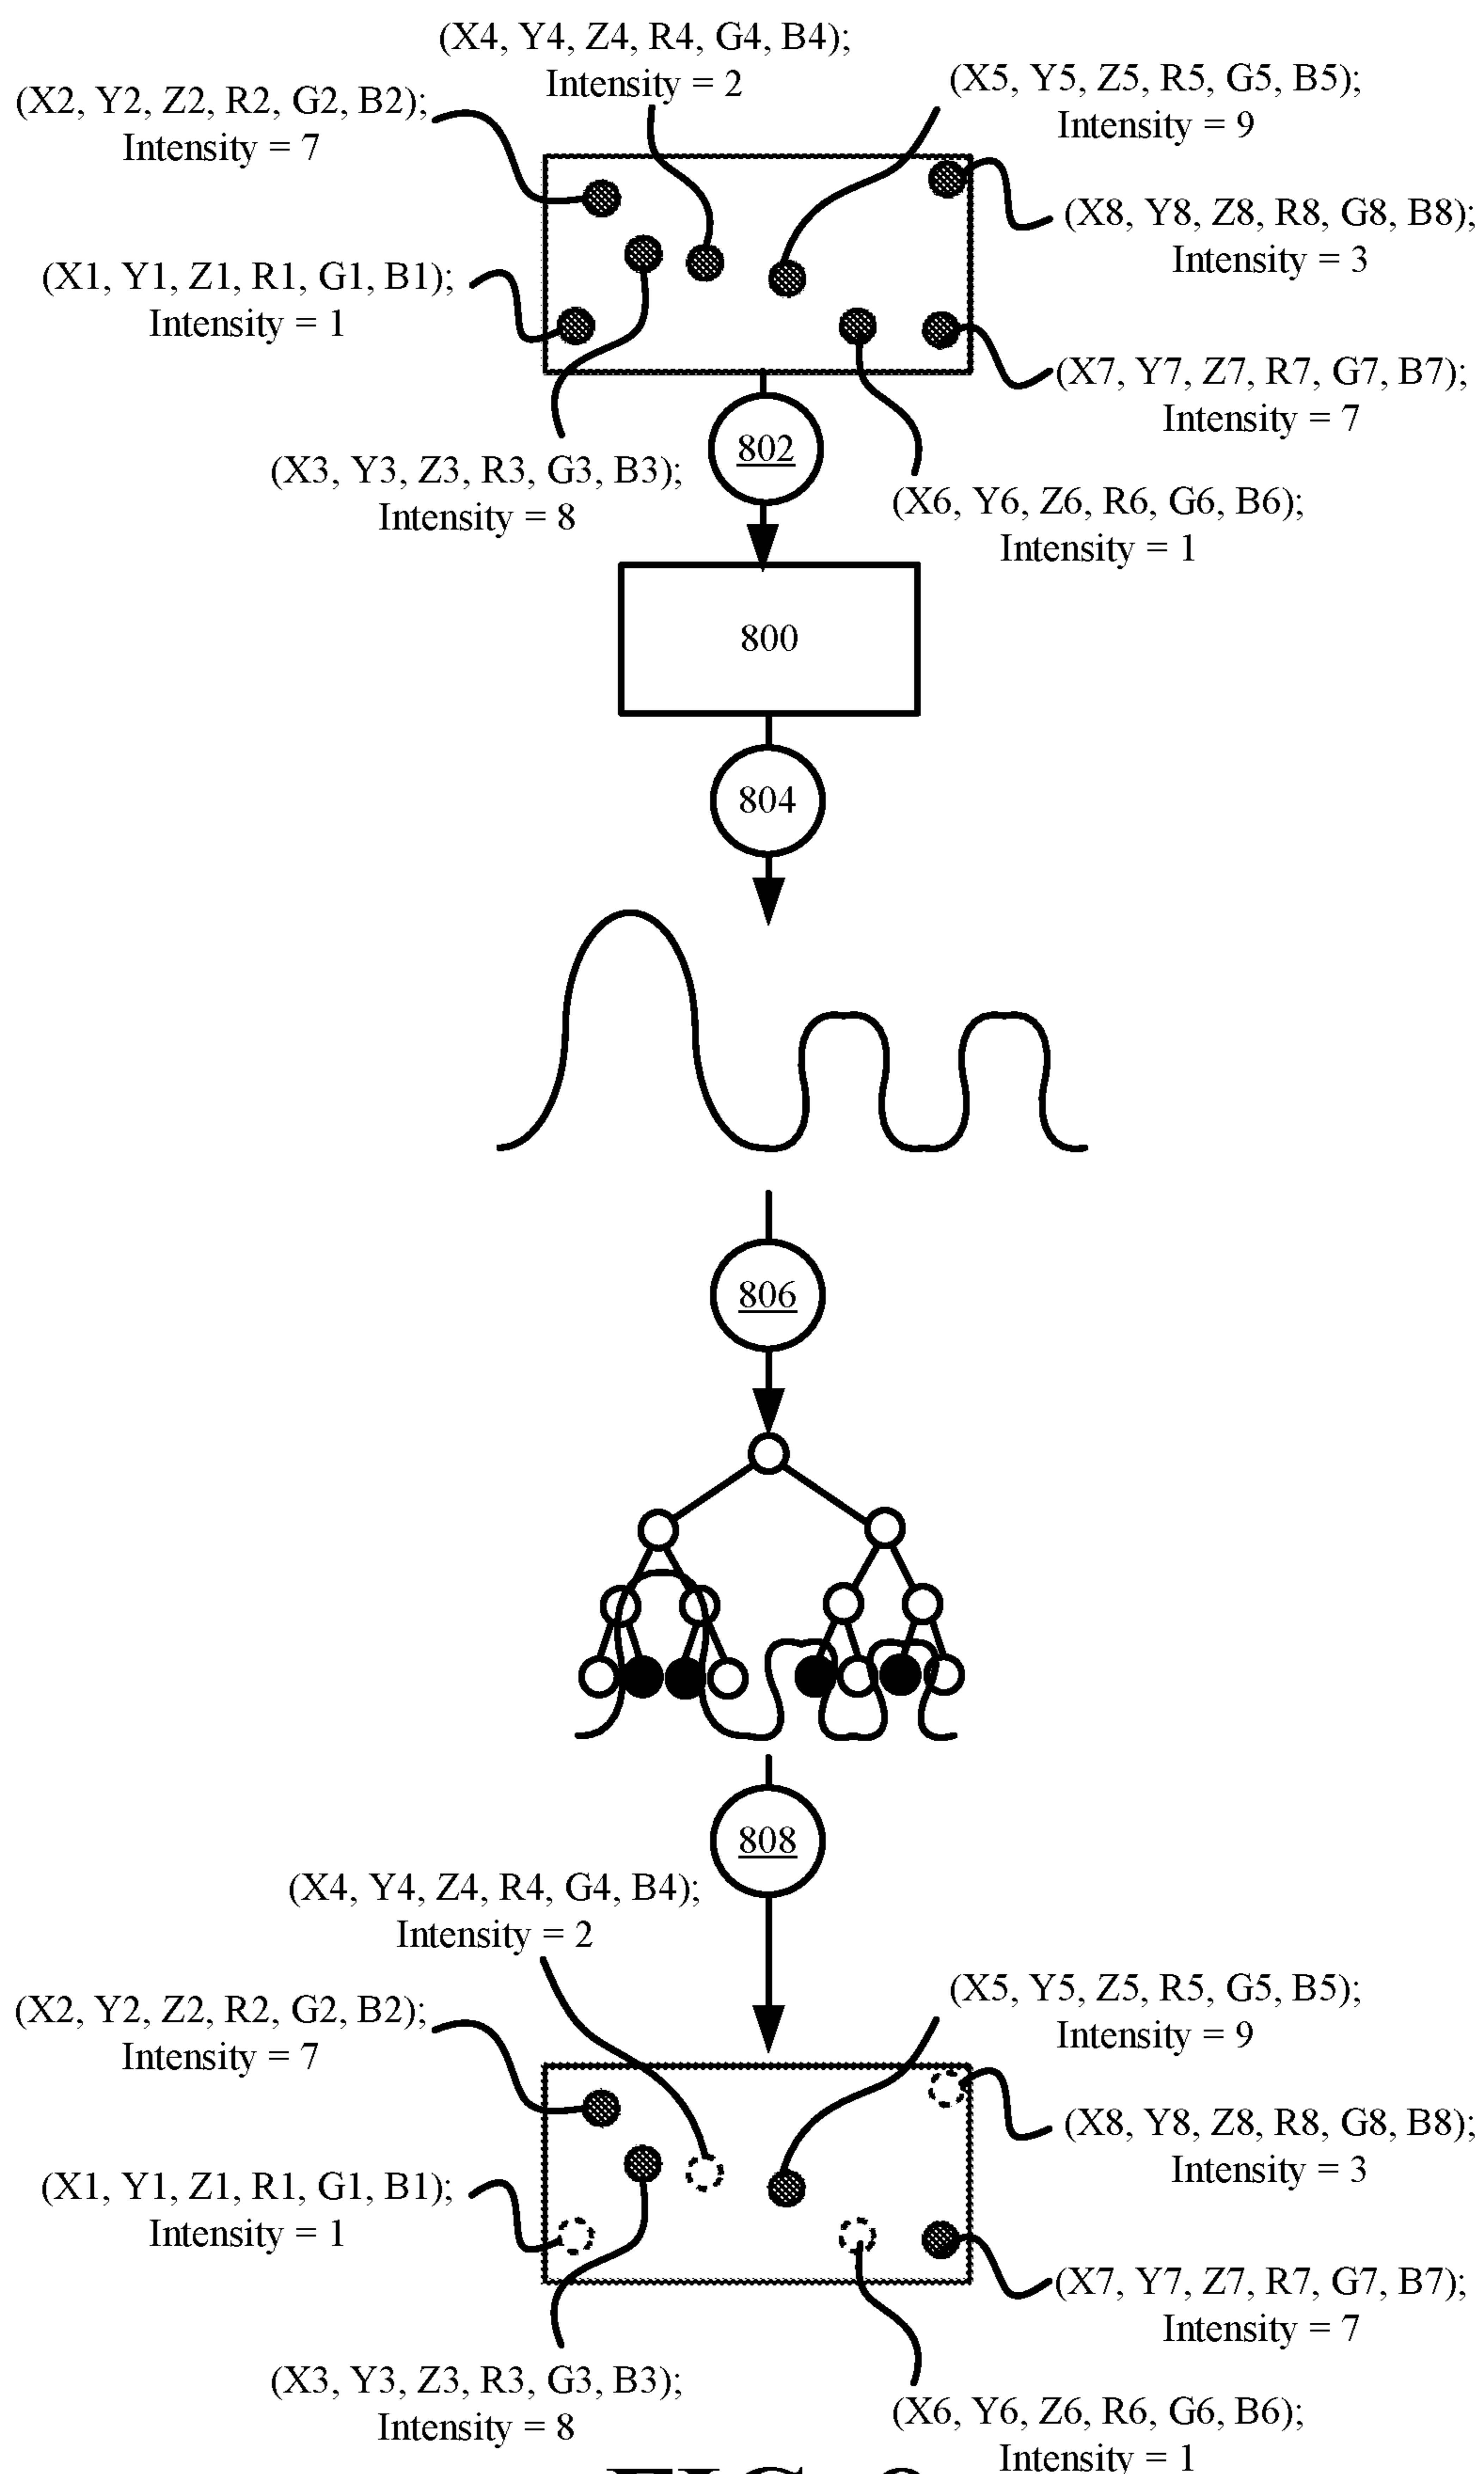 (X4, Y4, Z4, R4, G4, B4);
Intensity = 2
(X2, Y2, Z2, R2, G2, B2);
Intensity = 7
(X5, Y5, Z5, R5, G5, B5);
Intensity = 9
(X8, Y8, Z8, R8, G8, B8);
Intensity = 3
(X1, Y1, Z1, R1, G1, B1);
Intensity = 1
(X7, Y7, Z7, R7, G7, B7);
Intensity = 7
802
(X3, Y3, Z3, R3, G3, B3);
Intensity = 8
(X6, Y6, Z6, R6, G6, B6);
Intensity = 1
800
804
806
808
(X4, Y4, Z4, R4, G4, B4);
Intensity = 2
(X2, Y2, Z2, R2, G2, B2);
Intensity = 7
(X5, Y5, Z5, R5, G5, B5);
Intensity = 9
(X8, Y8, Z8, R8, G8, B8);
Intensity = 3
(X1, Y1, Z1, R1, G1, B1);
Intensity = 1
(X7, Y7, Z7, R7, G7, B7);
Intensity = 7
(X3, Y3, Z3, R3, G3, B3);
Intensity = 8
(X6, Y6, Z6, R6, G6, B6);
Intensity = 1